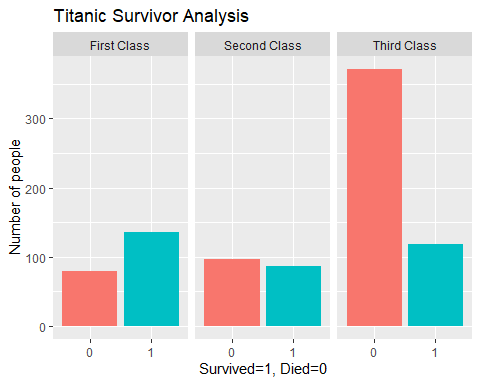 Titanic Survivor Analysis
First Class
Second Class
Third Class
Number of people
300
200
100
0
0 1
0 1
0 1
Survived=1, Died=0